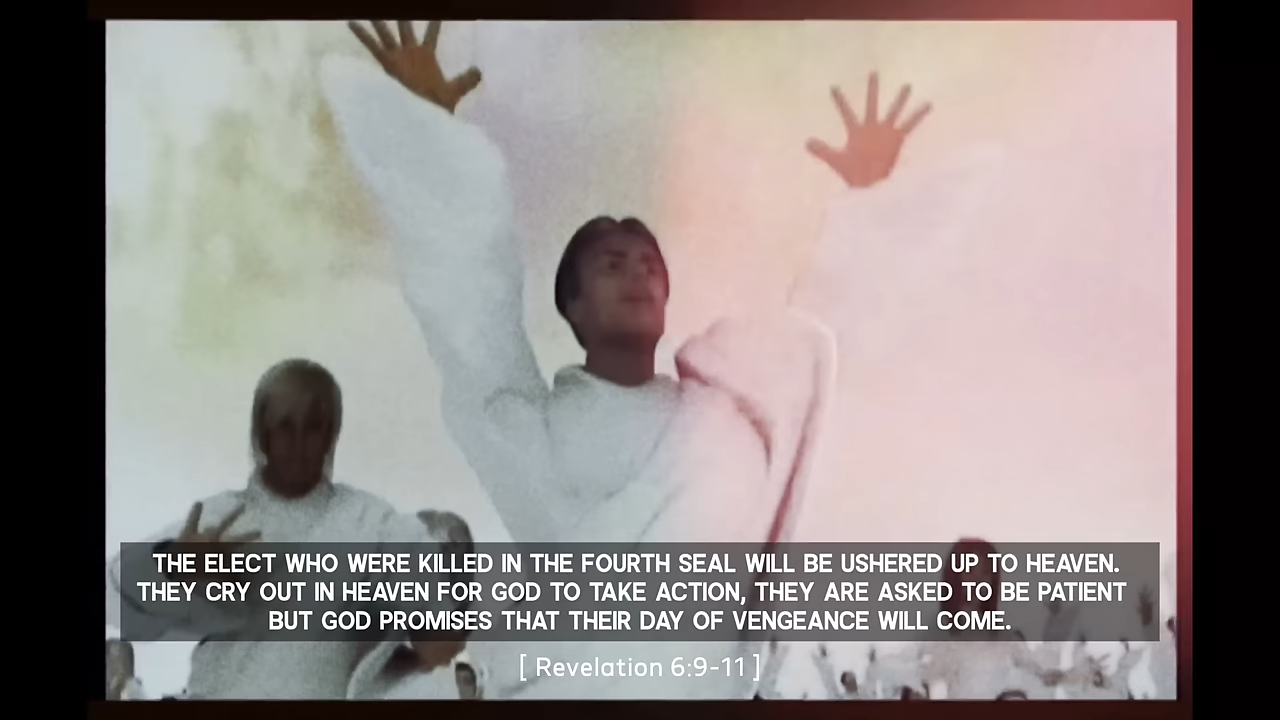 THE ELECT WHO WERE KILLED IN THE FOURTH SEAL WILL BE USHERED UP TO HEAVEN.
THEY CRY OUT IN HEAVEN FOR GOD TO TAKE ACTION, THEY ARE ASKED TO BE PATIENT
BUT GOD PROMISES THAT THEIR DAY OF VENGEANCE WILL COME.
[ Revelation 6:9-11 ]